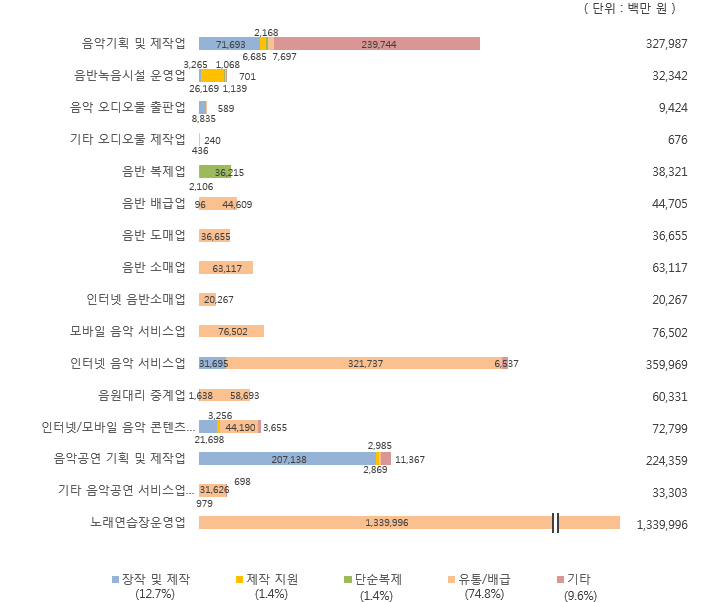 ( 단위 : 백만 원 )
음악기획 및 제작업 71,693 2,168 6,685 7,697 239,744 327,987
음반녹음시설 운영업 3,265 26,169 1,068 1,139 701 32,342
음악 오디오물 출판업 8,835 589 9,424
기타 오디오물 제작업 436 240 676
음반 복제업 2,106 36,215 38,321
음반 배급업 96 44,609 44,705
음반 도매업 36,655 36,655
음반 소매업 63,117 63,117
인터넷 음반소매업 20,267 20,267
모바일 음악 서비스업 76,502 76,502
인터넷 음악 서비스업 31,695 321,737 6,537 359,969
음원대리 중계업 1,638 58,693 60,331
인터넷/모바일 음악 콘텐츠... 21,698 3,256 44,190 3,655 72,799
음악공연 기획 및 제작업 207,138 2,985 2,869 11,367 224,359
기타 음악공연 서비스업... 979 31,626 698 33,303
노래연습장운영업 1,339,996 1,339,996
창작 및 제작 제작 지원 단순복제 유통/배급 기타
(12.7%) (1.4%) (1.4%) (74.8%) (9.6%)